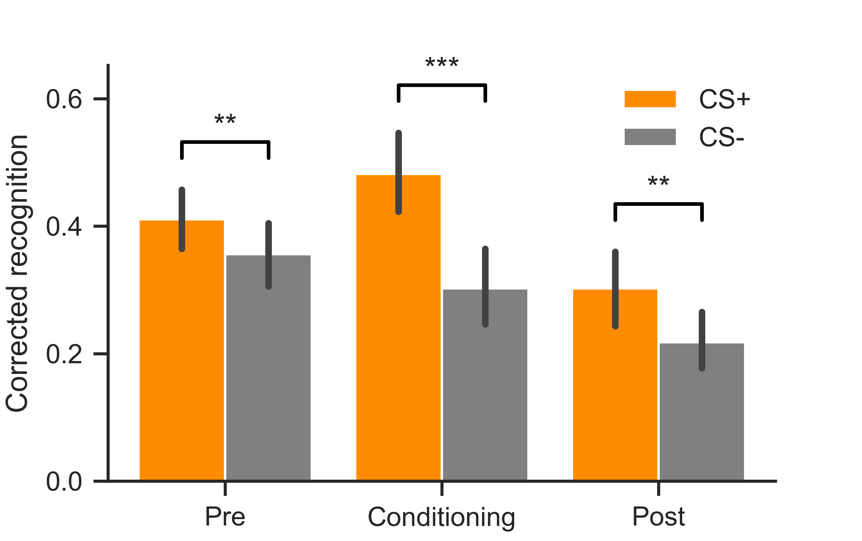 ***
0.6
CS+
**
CS-
**
0.4
Corrected recognition
0.2
0.0
Pre
Conditioning
Post